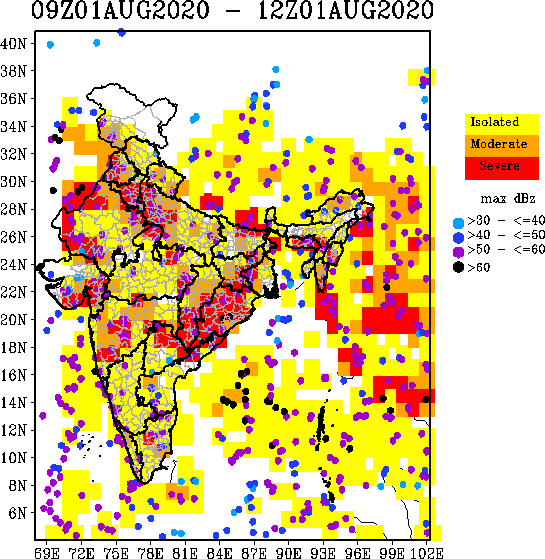 09Z01AUG2020 - 12Z01AUG2020
40N
38N
36N
34N
32N
30N
28N
26N
24N
22N
20N
18N
16N
14N
12N
10N
8N
6N
69E 72E 75E 78E 81E 84E 87E 90E 93E 96E 99E 102E
Isolated
Moderate
Severe
max dBz
>30 - <=40
>40 - <=50
>50 - <=60
>60